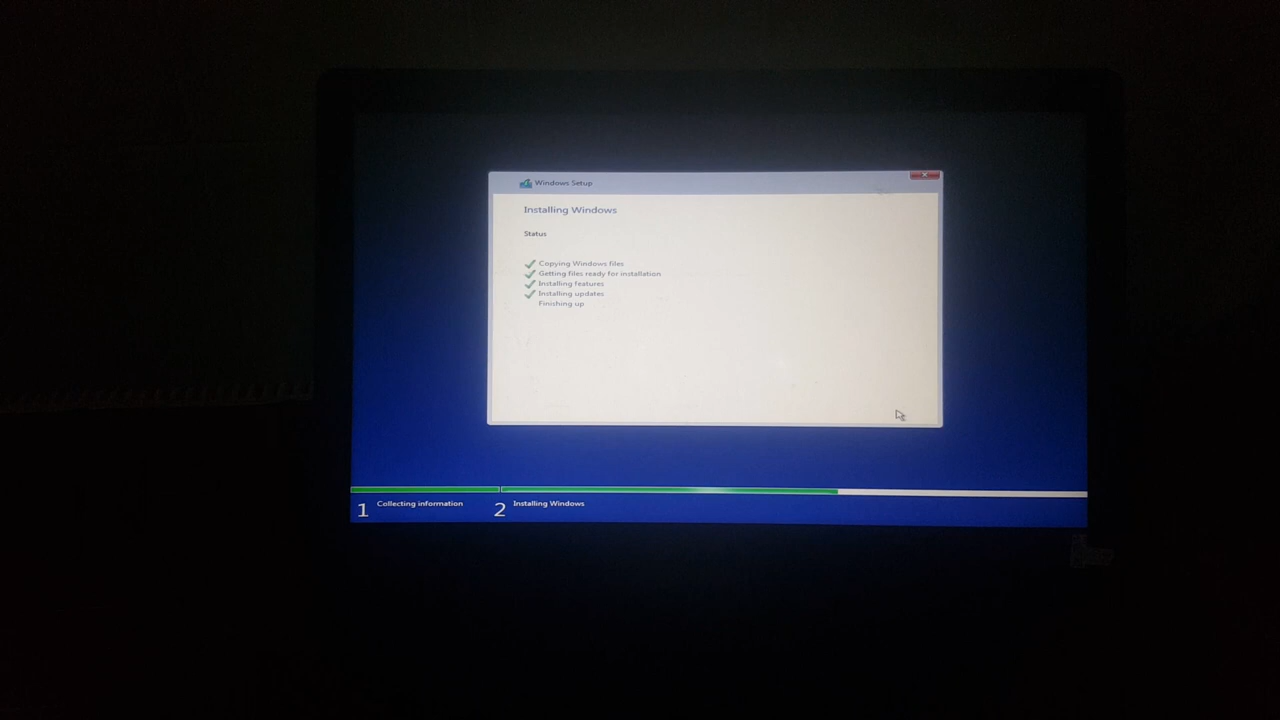 Windows Setup
Installing Windows
Status
Copying Windows files
Getting files ready for installation
Installing features
Installing updates
Finishing up
1 Collecting information
2 Installing Windows